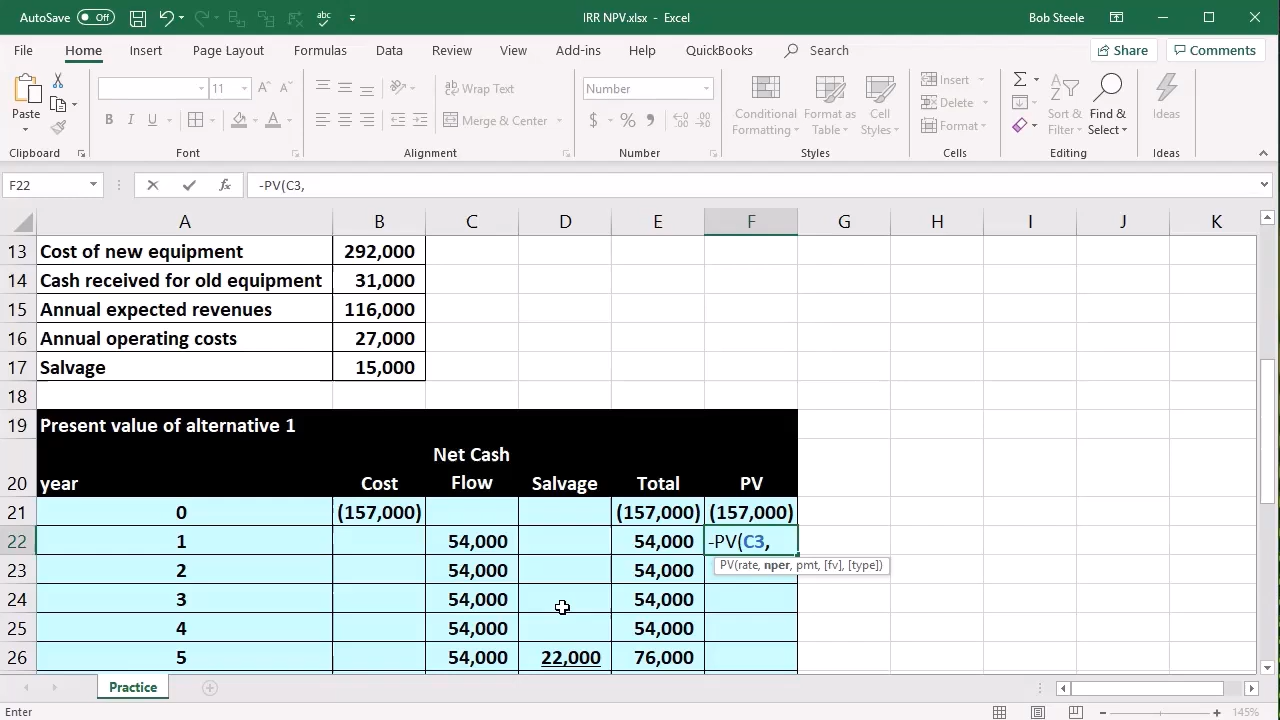 AutoSave Off abc IRR NPV.xlsx - Excel Bob Steele
File Home Insert Page Layout Formulas Data Review View Add-ins Help QuickBooks Search Share Comments
Paste 11 A A ab Wrap Text Number Conditional Formatting Format as Table Cell Styles Insert Sort & Filter Find & Select Ideas
B I U A Merge & Center $ % Delete
Format
Clipboard Font Alignment Number Styles Cells Editing Ideas
F22 fx -PV(C3,
A B C D E F G H I J K
13 Cost of new equipment 292,000
14 Cash received for old equipment 31,000
15 Annual expected revenues 116,000
16 Annual operating costs 27,000
17 Salvage 15,000
18
19 Present value of alternative 1
20 year Cost Net Cash Flow Salvage Total PV
21 0 (157,000) (157,000) (157,000)
22 1 54,000 54,000 -PV(C3,
PV(rate, nper, pmt, [fv], [type])
23 2 54,000 54,000
24 3 54,000 54,000
25 4 54,000 54,000
26 5 54,000 22,000 76,000
Practice
Enter 145%